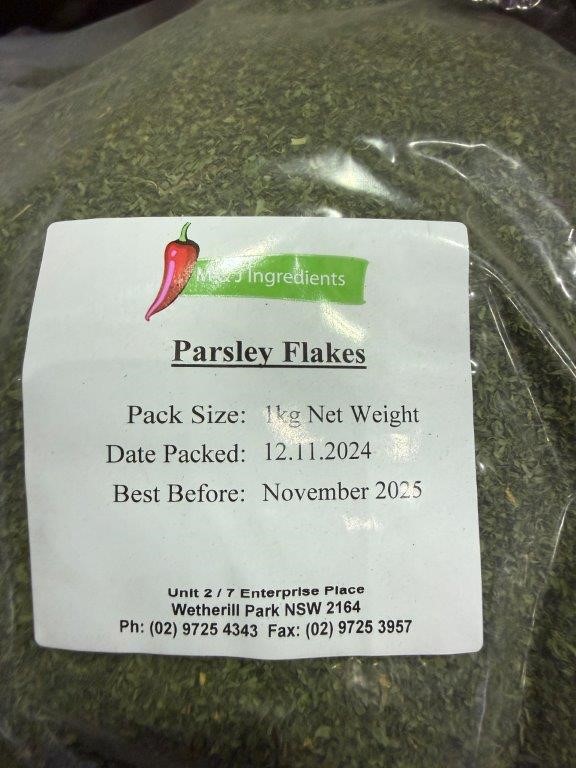 M & J Ingredients
Parsley Flakes
Pack Size: 1kg Net Weight
Date Packed: 12.11.2024
Best Before: November 2025
Unit 2 / 7 Enterprise Place
Wetherill Park NSW 2164
Ph: (02) 9725 4343 Fax: (02) 9725 3957